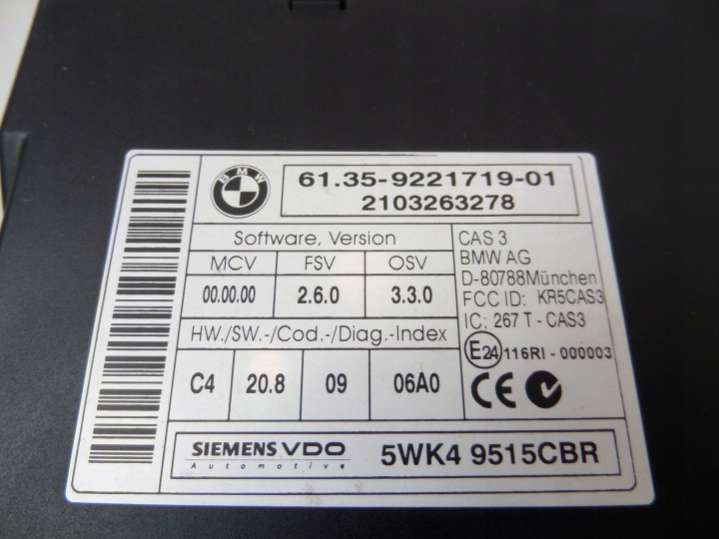 BMW
61.35-9221719-01
2103263278
Software, Version
MCV FSV OSV
00.00.00 2.6.0 3.3.0
HW./SW.-/Cod.-/Diag.-Index
C4 20.8 09 06A0
CAS 3
BMW AG
D-80788München
FCC ID: KR5CAS3
IC: 267 T - CAS3
E24 116RI - 000003
CE
SIEMENS VDO
Automotive
5WK4 9515CBR